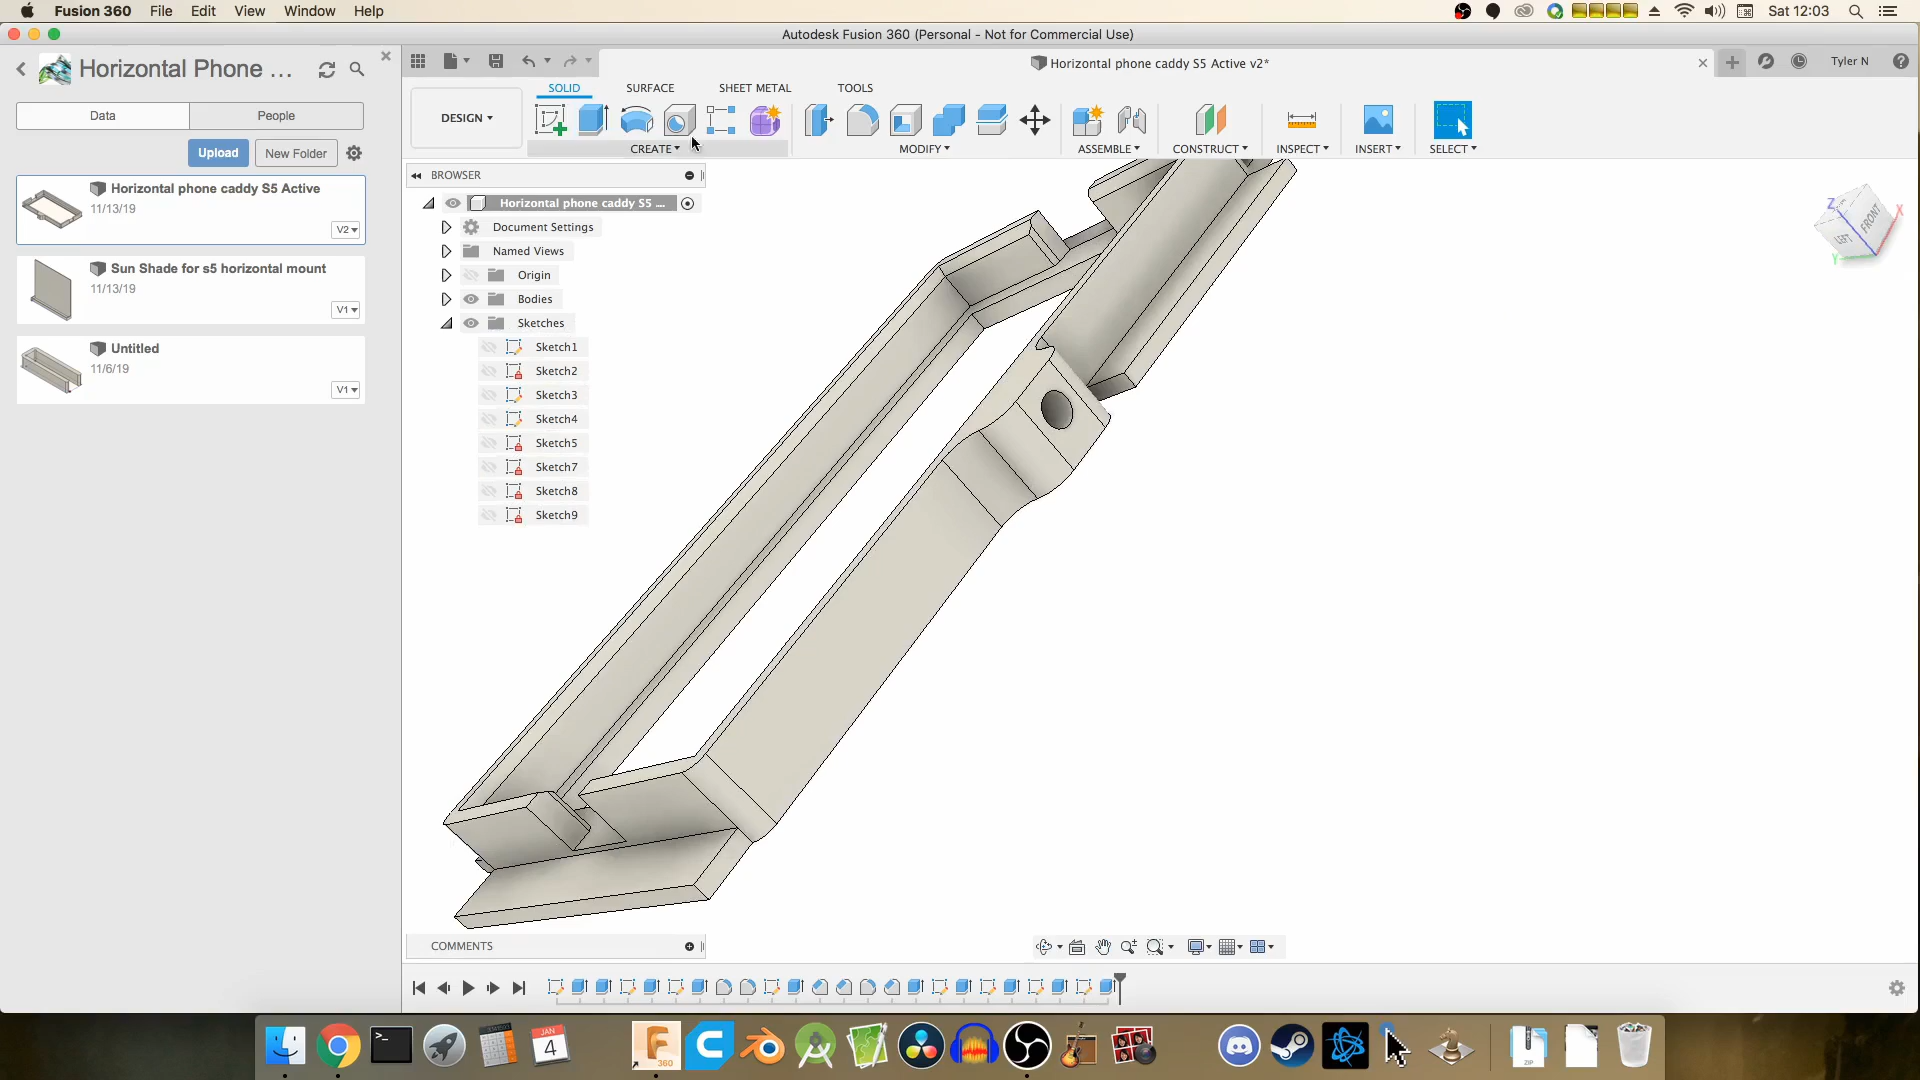 Fusion 360 File Edit View Window Help Sat 12:03
Autodesk Fusion 360 (Personal - Not for Commercial Use)
Horizontal Phone ...
Horizontal phone caddy S5 Active v2*
Tyler N
SOLID SURFACE SHEET METAL TOOLS
Data People
DESIGN
CREATE MODIFY ASSEMBLE CONSTRUCT INSPECT INSERT SELECT
Upload New Folder
BROWSER
Horizontal phone caddy S5 Active
11/13/19
V2
Sun Shade for s5 horizontal mount
11/13/19
V1
Untitled
11/6/19
V1
Horizontal phone caddy S5 ...
Document Settings
Named Views
Origin
Bodies
Sketches
Sketch1
Sketch2
Sketch3
Sketch4
Sketch5
Sketch7
Sketch8
Sketch9
Z
X
Y
LEFT
FRONT
COMMENTS
JAN
4
360
ZIP